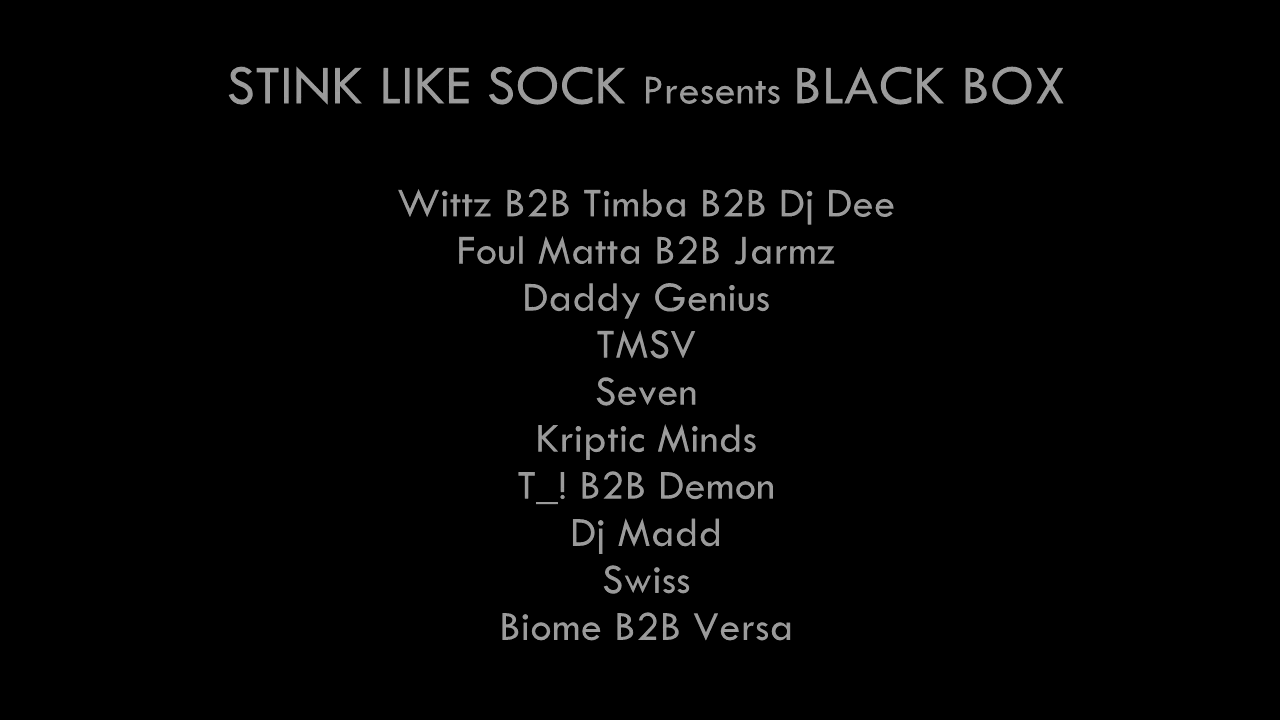 STINK LIKE SOCK Presents BLACK BOX
Wittz B2B Timba B2B Dj Dee
Foul Matta B2B Jarmz
Daddy Genius
TMSV
Seven
Kriptic Minds
T_! B2B Demon
Dj Madd
Swiss
Biome B2B Versa